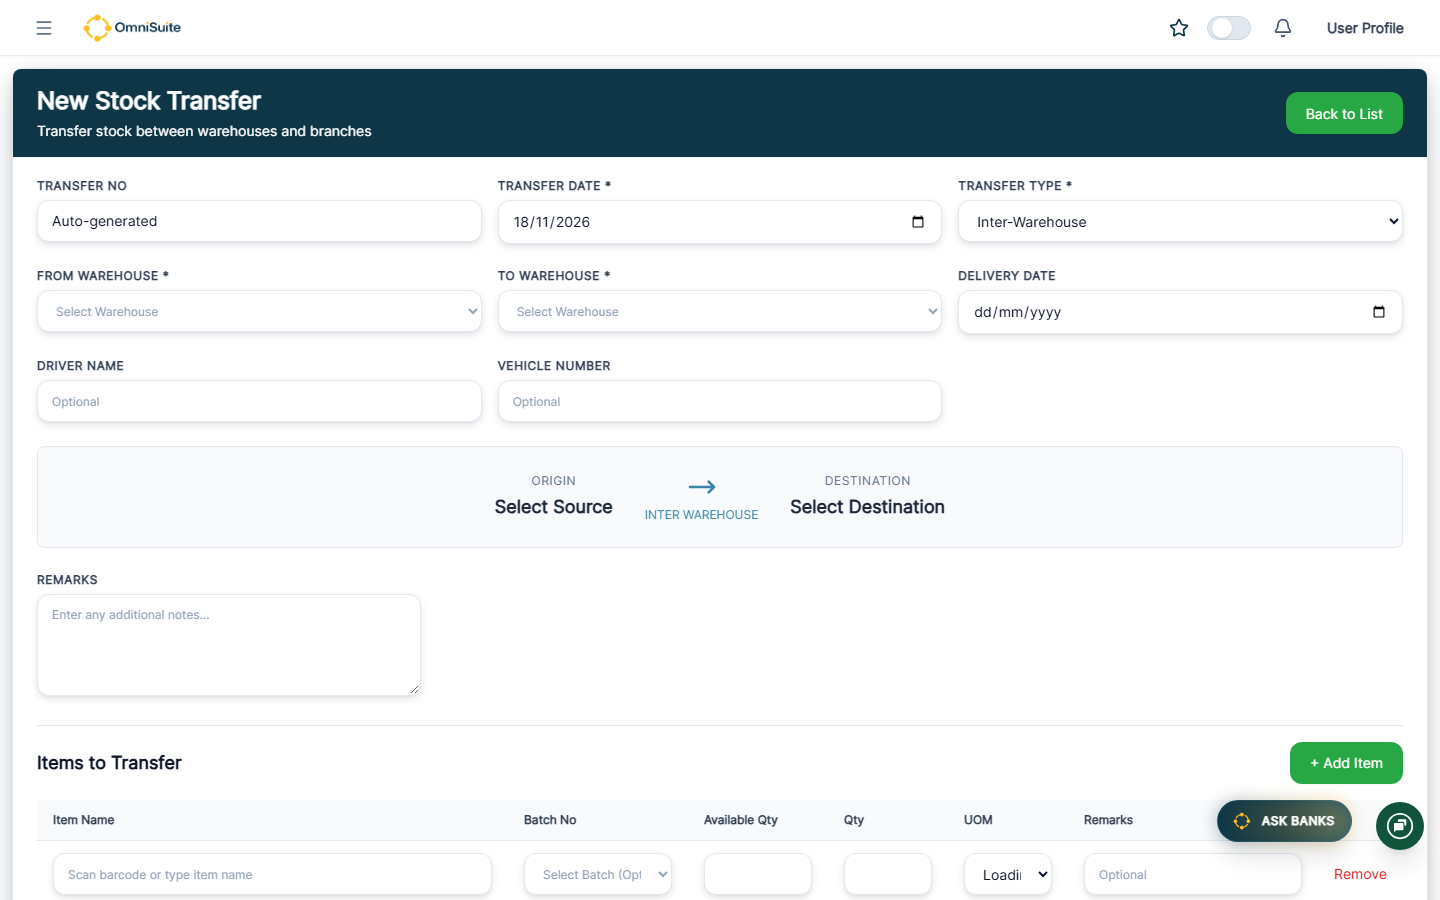 OmniSuite
User Profile
New Stock Transfer
Transfer stock between warehouses and branches
Back to List
TRANSFER NO
TRANSFER DATE *
TRANSFER TYPE *
Auto-generated
18/11/2026
Inter-Warehouse
FROM WAREHOUSE *
TO WAREHOUSE *
DELIVERY DATE
Select Warehouse
Select Warehouse
dd/mm/yyyy
DRIVER NAME
VEHICLE NUMBER
Optional
Optional
ORIGIN
Select Source
INTER WAREHOUSE
DESTINATION
Select Destination
REMARKS
Enter any additional notes...
Items to Transfer
+ Add Item
Item Name
Batch No
Available Qty
Qty
UOM
Remarks
ASK BANKS
Scan barcode or type item name
Select Batch (Opt
Loadi
Optional
Remove